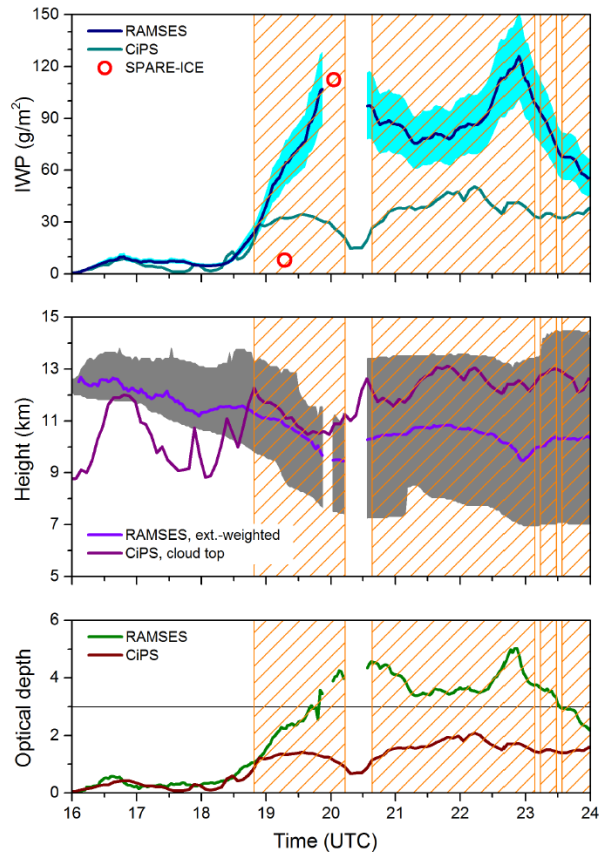 150
120
90
60
30
0
IWP (g/m²)
RAMSES
CiPS
SPARE-ICE
15
13
11
9
7
5
Height (km)
RAMSES, ext.-weighted
CiPS, cloud top
6
4
2
0
Optical depth
RAMSES
CiPS
16 17 18 19 20 21 22 23 24
Time (UTC)